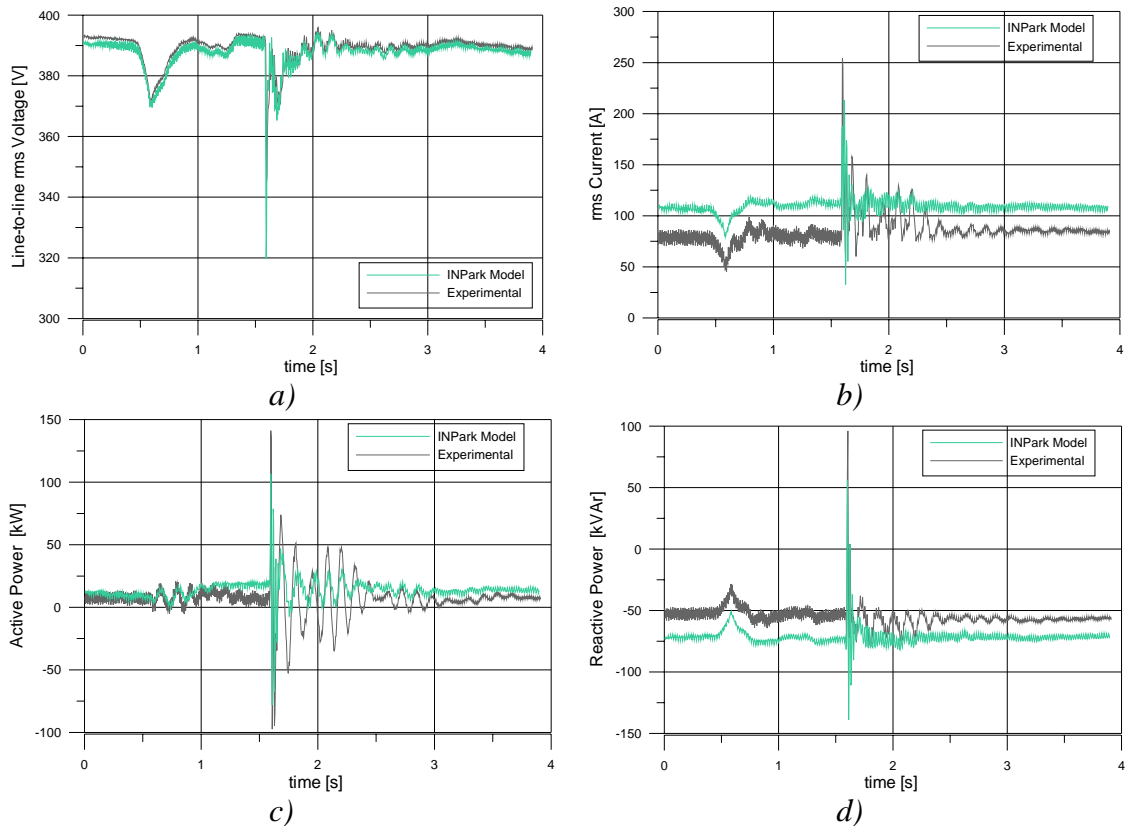 400
380
360
340
320
300
Line-to-line rms Voltage [V]
INPark Model
Experimental
0 1 2 3 4
time [s]
a)
300
250
200
150
100
50
0
rms Current [A]
INPark Model
Experimental
0 1 2 3 4
time [s]
b)
150
100
50
0
-50
-100
Active Power [kW]
INPark Model
Experimental
0 1 2 3 4
time [s]
c)
100
50
0
-50
-100
-150
Reactive Power [kVAr]
INPark Model
Experimental
0 1 2 3 4
time [s]
d)